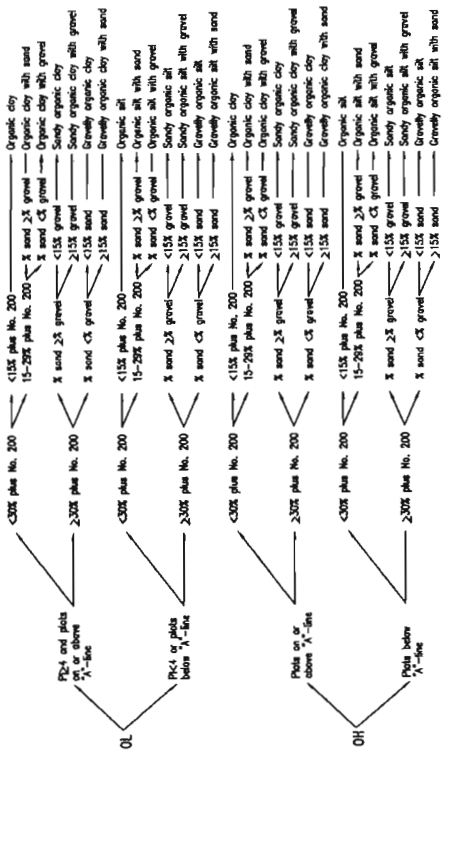 OL
PI≥4 and plots
on or above
"A"-line
<30% plus No. 200
<15% plus No. 200
Organic clay
15-29% plus No. 200
% sand ≥% gravel
Organic clay with sand
% sand <% gravel
Organic clay with gravel
≥30% plus No. 200
% sand ≥% gravel
<15% gravel
Sandy organic clay
≥15% gravel
Sandy organic clay with gravel
% sand <% gravel
<15% sand
Gravelly organic clay
≥15% sand
Gravelly organic clay with sand
PI<4 or plots
below "A"-line
<30% plus No. 200
<15% plus No. 200
Organic silt
15-29% plus No. 200
% sand ≥% gravel
Organic silt with sand
% sand <% gravel
Organic silt with gravel
≥30% plus No. 200
% sand ≥% gravel
<15% gravel
Sandy organic silt
≥15% gravel
Sandy organic silt with gravel
% sand <% gravel
<15% sand
Gravelly organic silt
≥15% sand
Gravelly organic silt with sand
OH
Plots on or
above "A"-line
<30% plus No. 200
<15% plus No. 200
Organic clay
15-29% plus No. 200
% sand ≥% gravel
Organic clay with sand
% sand <% gravel
Organic clay with gravel
≥30% plus No. 200
% sand ≥% gravel
<15% gravel
Sandy organic clay
≥15% gravel
Sandy organic clay with gravel
% sand <% gravel
<15% sand
Gravelly organic clay
≥15% sand
Gravelly organic clay with sand
Plots below
"A"-line
<30% plus No. 200
<15% plus No. 200
Organic silt
15-29% plus No. 200
% sand ≥% gravel
Organic silt with sand
% sand <% gravel
Organic silt with gravel
≥30% plus No. 200
% sand ≥% gravel
<15% gravel
Sandy organic silt
≥15% gravel
Sandy organic silt with gravel
% sand <% gravel
<15% sand
Gravelly organic silt
≥15% sand
Gravelly organic silt with sand